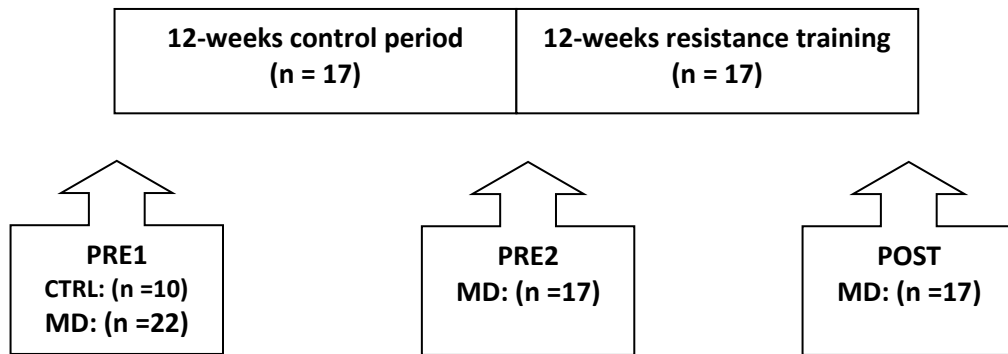 12-weeks control period
(n = 17)
12-weeks resistance training
(n = 17)
PRE1
CTRL: (n =10)
MD: (n =22)
PRE2
MD: (n =17)
POST
MD: (n =17)